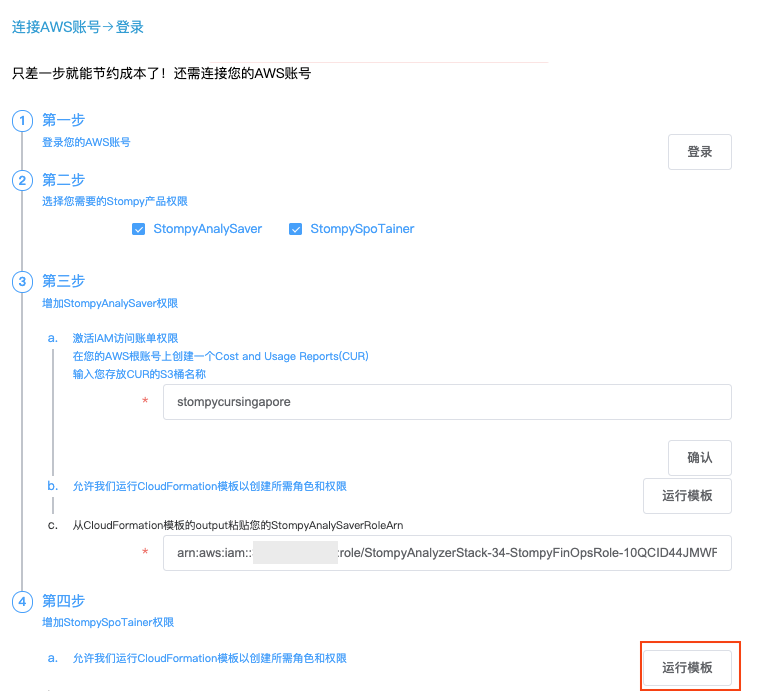 连接AWS账号→登录
只差一步就能节约成本了！还需连接您的AWS账号
1 第一步
登录您的AWS账号
登录
2 第二步
选择您需要的Stompy产品权限
StompyAnalySaver StompySpoTainer
3 第三步
增加StompyAnalySaver权限
a. 激活IAM访问账单权限
在您的AWS根账号上创建一个Cost and Usage Reports(CUR)
输入您存放CUR的S3桶名称
* stompycursingapore
确认
b. 允许我们运行CloudFormation模板以创建所需角色和权限
运行模板
c. 从CloudFormation模板的output粘贴您的StompyAnalySaverRoleArn
* arn:aws:iam:: :role/StompyAnalyzerStack-34-StompyFinOpsRole-10QCID44JMWF
4 第四步
增加StompySpoTainer权限
a. 允许我们运行CloudFormation模板以创建所需角色和权限
运行模板